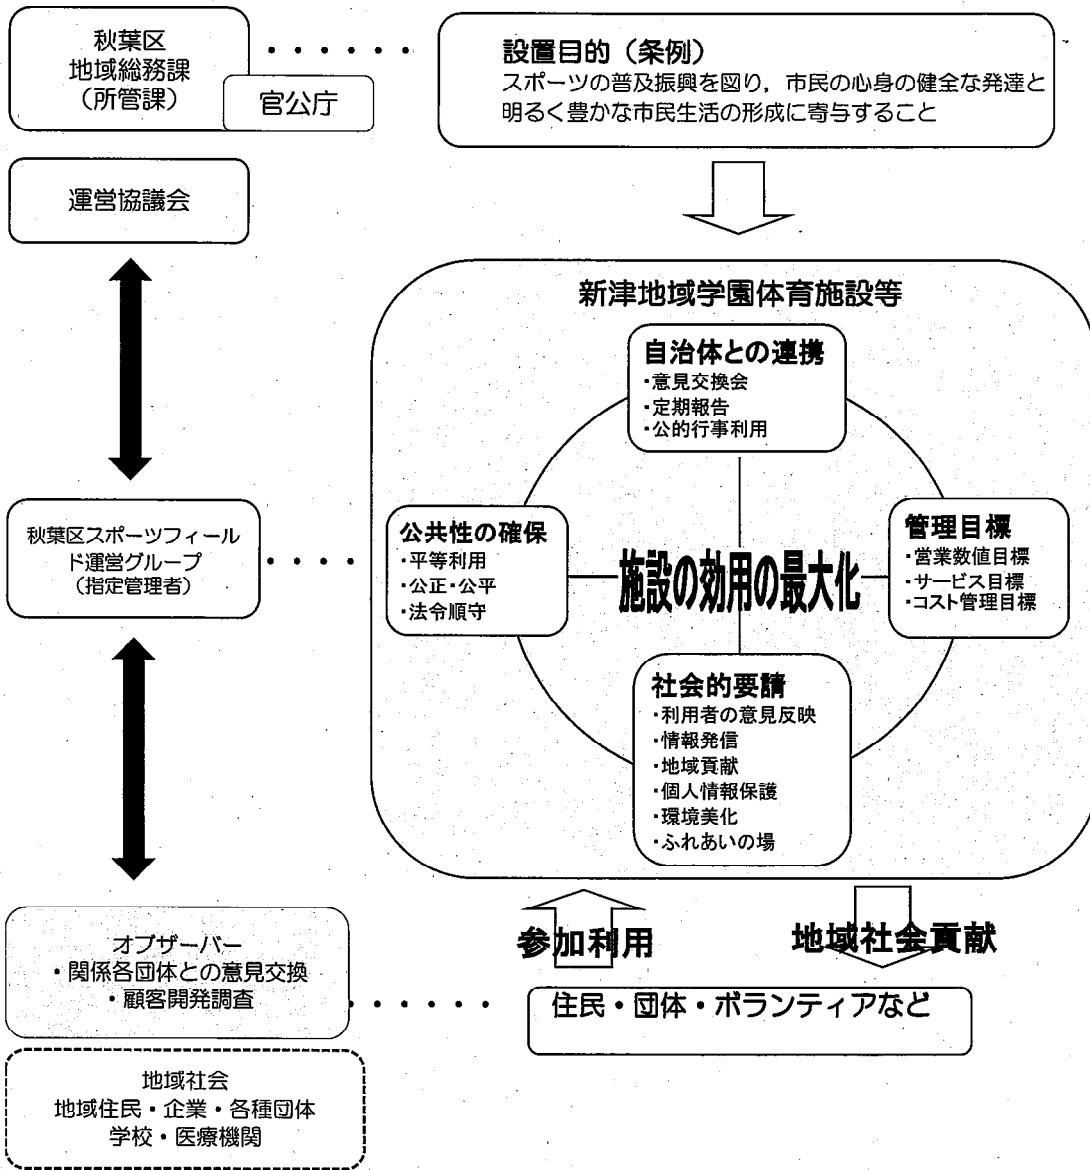 秋葉区
地域総務課
(所管課)
官公庁
設置目的(条例)
スポーツの普及振興を図り,市民の心身の健全な発達と
明るく豊かな市民生活の形成に寄与すること
運営協議会
新津地域学園体育施設等
自治体との連携
・意見交換会
・定期報告
・公的行事利用
秋葉区スポーツフィール
ド運営グループ
(指定管理者)
公共性の確保
・平等利用
・公正・公平
・法令順守
施設の効用の最大化
管理目標
・営業数値目標
・サービス目標
・コスト管理目標
社会的要請
・利用者の意見反映
・情報発信
・地域貢献
・個人情報保護
・環境美化
・ふれあいの場
参加利用
地域社会貢献
オブザーバー
・関係各団体との意見交換
・顧客開発調査
住民・団体・ボランティアなど
地域社会
地域住民・企業・各種団体
学校・医療機関